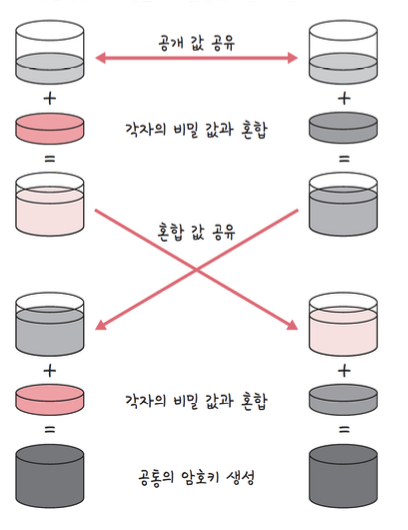 공개 값 공유
+
+
각자의 비밀 값과 혼합
=
=
혼합 값 공유
+
+
각자의 비밀 값과 혼합
=
=
공통의 암호키 생성